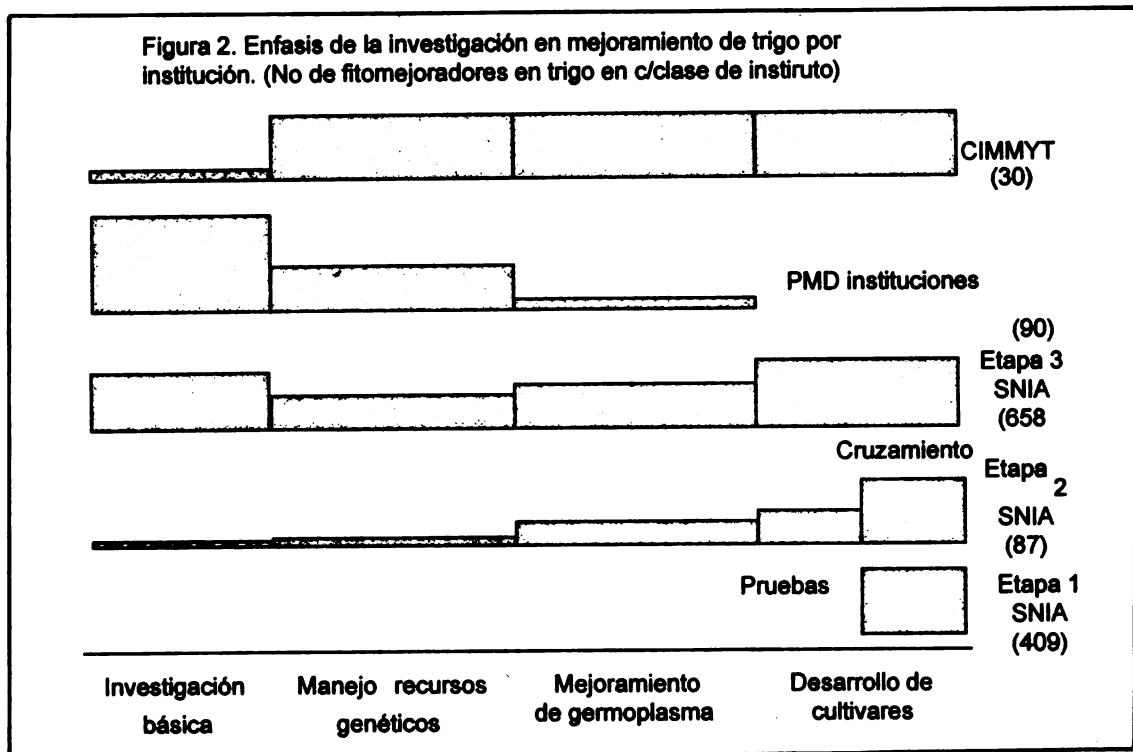 Figura 2. Enfasis de la investigación en mejoramiento de trigo por
institución. (No de fitomejoradores en trigo en c/clase de instiruto)
CIMMYT
(30)
PMD instituciones
(90)
Etapa 3
SNIA
(658
Cruzamiento
Etapa 2
SNIA
(87)
Pruebas
Etapa 1
SNIA
(409)
Investigación
básica
Manejo recursos
genéticos
Mejoramiento
de germoplasma
Desarrollo de
cultivares